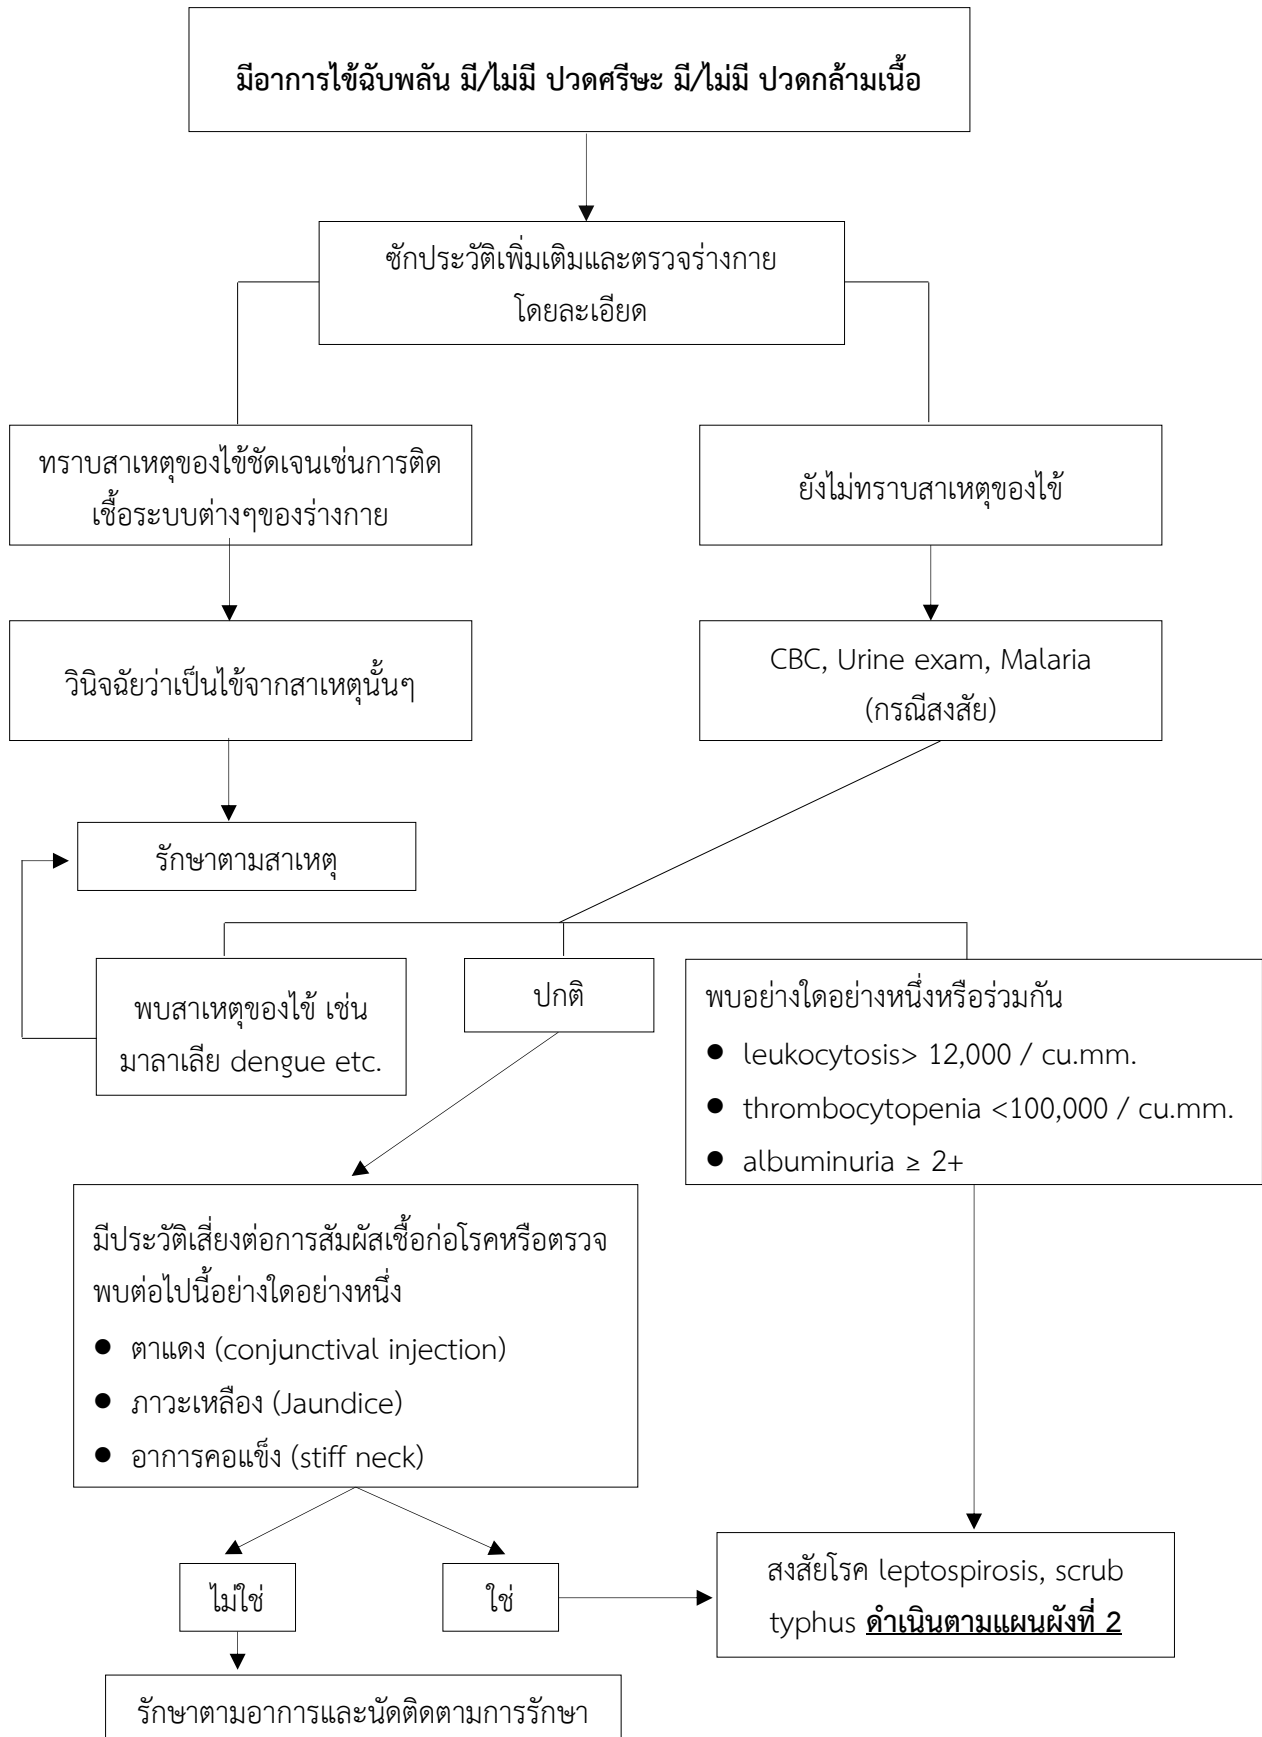 มีอาการไข้ฉับพลัน มี/ไม่มี ปวดศรีษะ มี/ไม่มี ปวดกล้ามเนื้อ
ซักประวัติเพิ่มเติมและตรวจร่างกาย
โดยละเอียด
ทราบสาเหตุของไข้ชัดเจนเช่นการติด
เชื้อระบบต่างๆของร่างกาย
ยังไม่ทราบสาเหตุของไข้
วินิจฉัยว่าเป็นไข้จากสาเหตุนั้นๆ
CBC, Urine exam, Malaria
(กรณีสงสัย)
รักษาตามสาเหตุ
พบสาเหตุของไข้ เช่น
มาลาเลีย dengue etc.
ปกติ
พบอย่างใดอย่างหนึ่งหรือร่วมกัน
● leukocytosis> 12,000 / cu.mm.
● thrombocytopenia <100,000 / cu.mm.
● albuminuria ≥ 2+
มีประวัติเสี่ยงต่อการสัมผัสเชื้อก่อโรคหรือตรวจ
พบต่อไปนี้อย่างใดอย่างหนึ่ง
● ตาแดง (conjunctival injection)
● ภาวะเหลือง (Jaundice)
● อาการคอแข็ง (stiff neck)
ไม่ใช่
ใช่
สงสัยโรค leptospirosis, scrub
typhus ดำเนินตามแผนผังที่ 2
รักษาตามอาการและนัดติดตามการรักษา